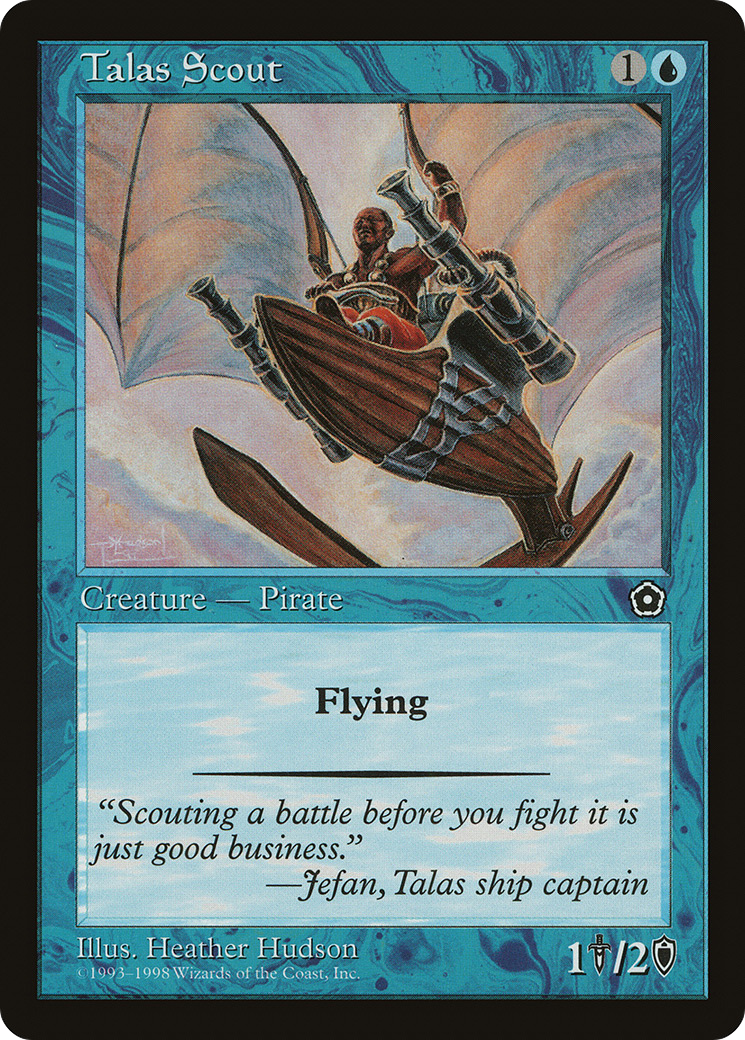 Talas Scout 1
Hudson
Creature — Pirate
Flying
“Scouting a battle before you fight it is
just good business.”
—Jefan, Talas ship captain
Illus. Heather Hudson
©1993–1998 Wizards of the Coast, Inc.
1/2